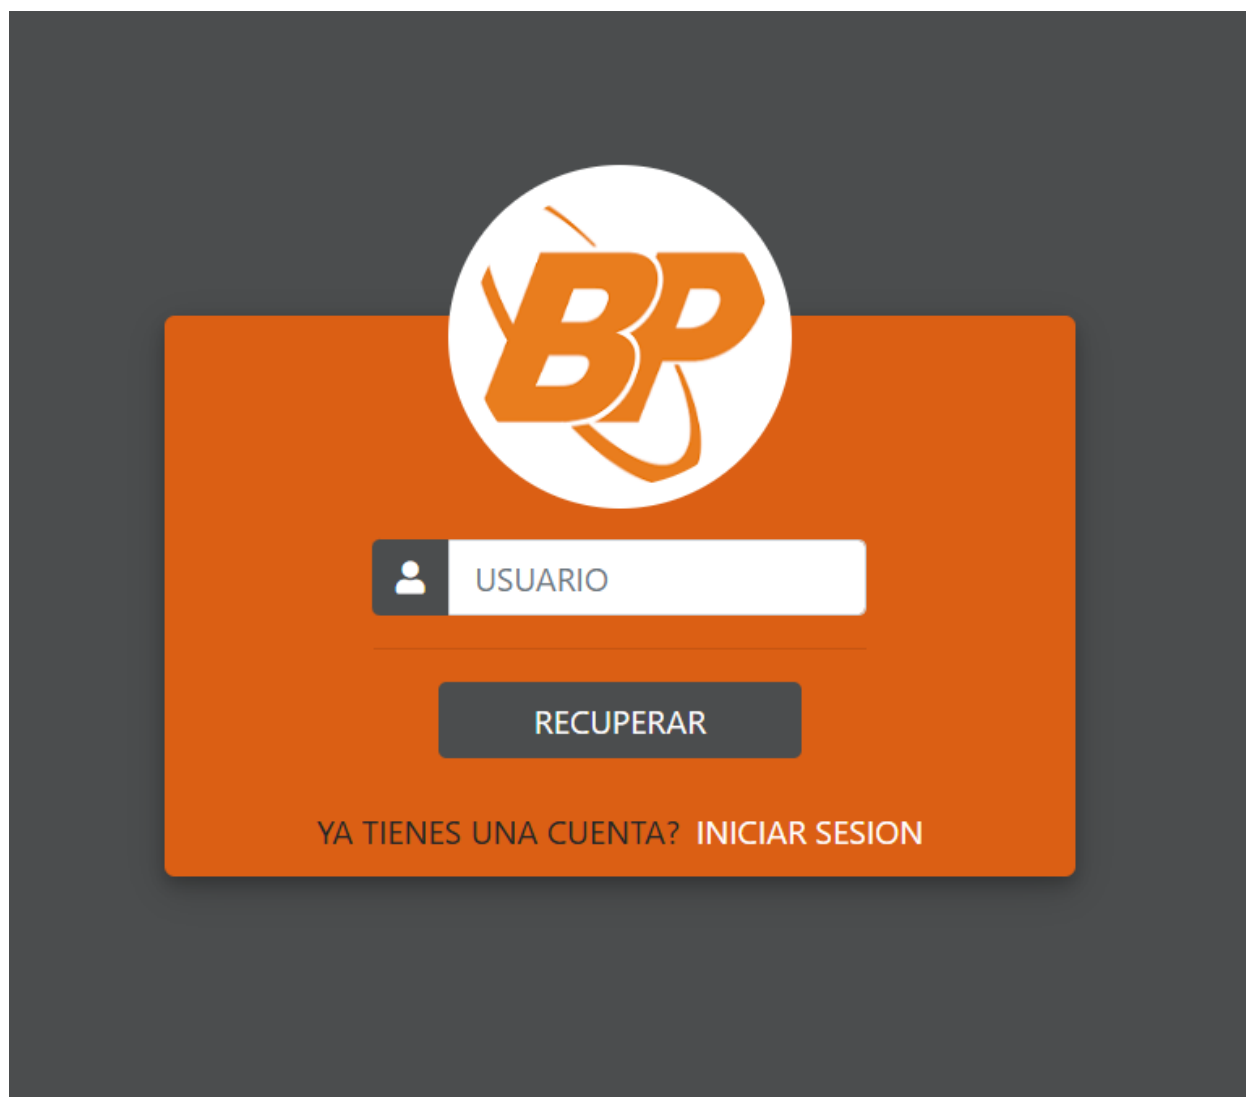 BP
USUARIO
RECUPERAR
YA TIENES UNA CUENTA? INICIAR SESION